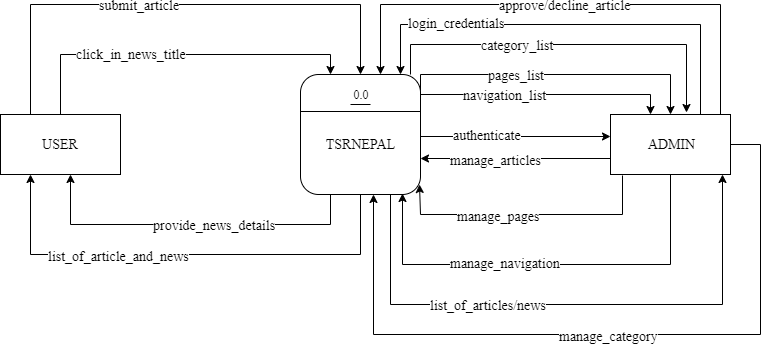 submit_article
approve/decline_article
login_credentials
category_list
click_in_news_title
pages_list
0.0
navigation_list
authenticate
USER
TSRNEPAL
ADMIN
manage_articles
manage_pages
provide_news_details
list_of_article_and_news
manage_navigation
list_of_articles/news
manage_category